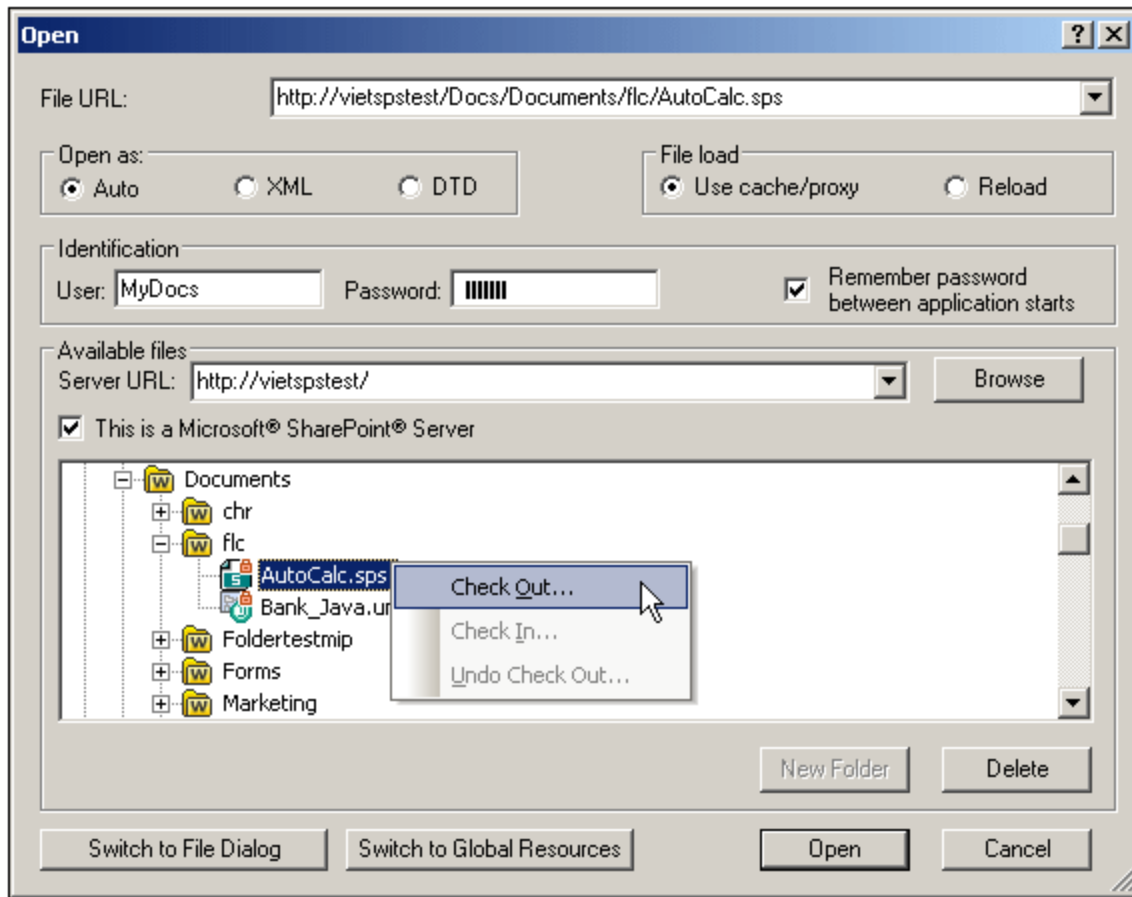 Open
File URL: http://vietspstest/Docs/Documents/flc/AutoCalc.sps
Open as: File load
Auto XML DTD Use cache/proxy Reload
Identification
User: MyDocs Password: Remember password
between application starts
Available files
Server URL: http://vietspstest/ Browse
This is a Microsoft® SharePoint® Server
Documents
chr
flc
AutoCalc.sps
Check Out...
Bank_Java.um
Check In...
Foldertestmip
Forms
Undo Check Out...
Marketing
New Folder Delete
Switch to File Dialog Switch to Global Resources Open Cancel